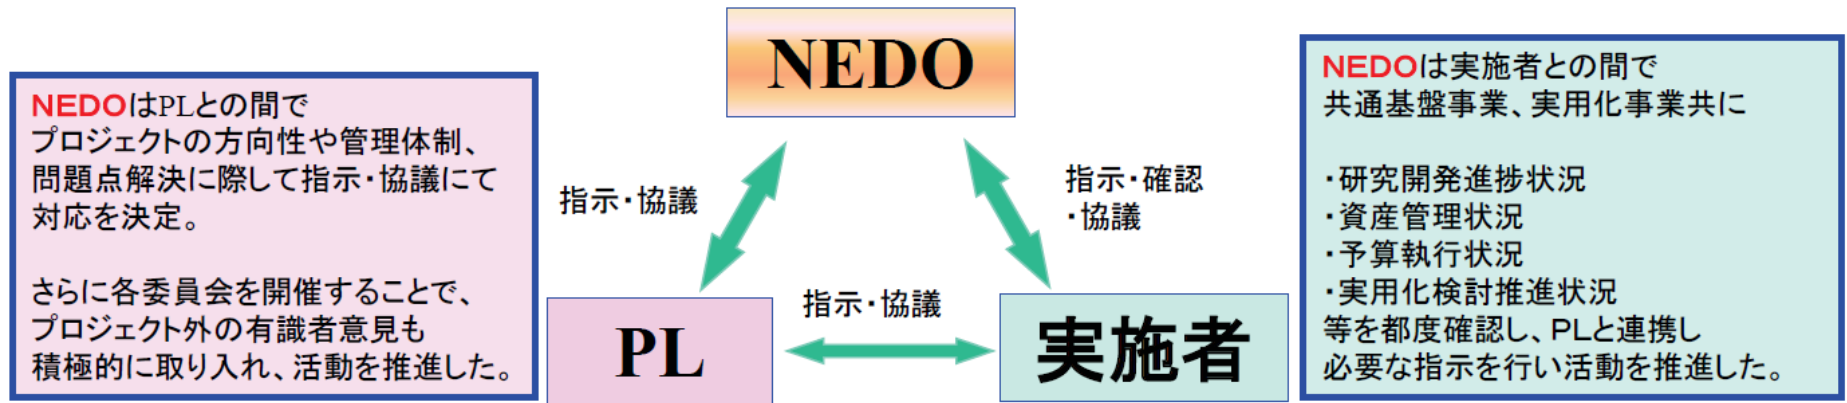 NEDO
NEDOはPLとの間で
プロジェクトの方向性や管理体制、
問題点解決に際して指示・協議にて
対応を決定。
さらに各委員会を開催することで、
プロジェクト外の有識者意見も
積極的に取り入れ、活動を推進した。
指示・協議
指示・確認
・協議
指示・協議
PL
実施者
NEDOは実施者との間で
共通基盤事業、実用化事業共に
・研究開発進捗状況
・資産管理状況
・予算執行状況
・実用化検討推進状況
等を都度確認し、PLと連携し
必要な指示を行い活動を推進した。